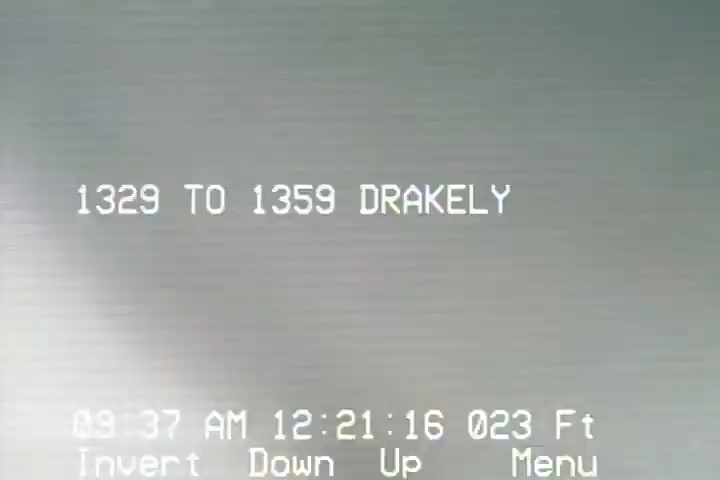 1329 TO 1359 DRAKELY
09:37 AM 12:21:16 023 Ft
Invert Down Up Menu